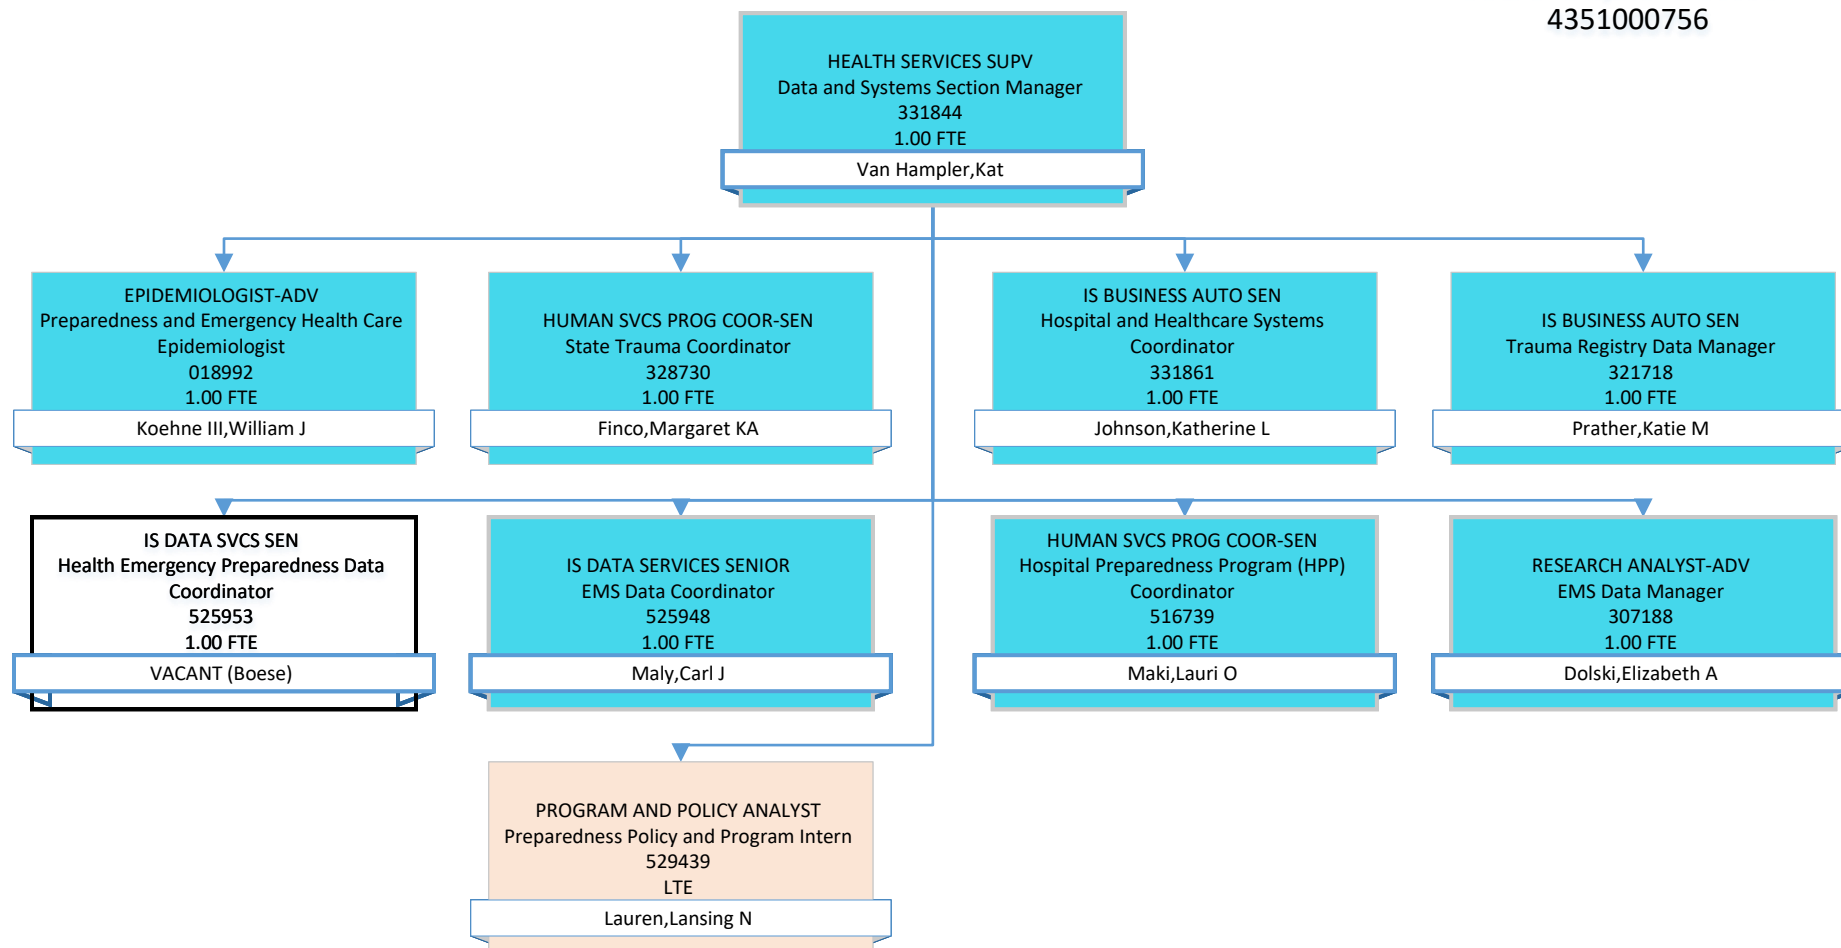 4351000756
HEALTH SERVICES SUPV
Data and Systems Section Manager
331844
1.00 FTE
Van Hampler,Kat
EPIDEMIOLOGIST-ADV
Preparedness and Emergency Health Care
Epidemiologist
018992
1.00 FTE
Koehne III,William J
HUMAN SVCS PROG COOR-SEN
State Trauma Coordinator
328730
1.00 FTE
Finco,Margaret KA
IS BUSINESS AUTO SEN
Hospital and Healthcare Systems
Coordinator
331861
1.00 FTE
Johnson,Katherine L
IS BUSINESS AUTO SEN
Trauma Registry Data Manager
321718
1.00 FTE
Prather,Katie M
IS DATA SVCS SEN
Health Emergency Preparedness Data
Coordinator
525953
1.00 FTE
VACANT (Boese)
IS DATA SERVICES SENIOR
EMS Data Coordinator
525948
1.00 FTE
Maly,Carl J
HUMAN SVCS PROG COOR-SEN
Hospital Preparedness Program (HPP)
Coordinator
516739
1.00 FTE
Maki,Lauri O
RESEARCH ANALYST-ADV
EMS Data Manager
307188
1.00 FTE
Dolski,Elizabeth A
PROGRAM AND POLICY ANALYST
Preparedness Policy and Program Intern
529439
LTE
Lauren,Lansing N